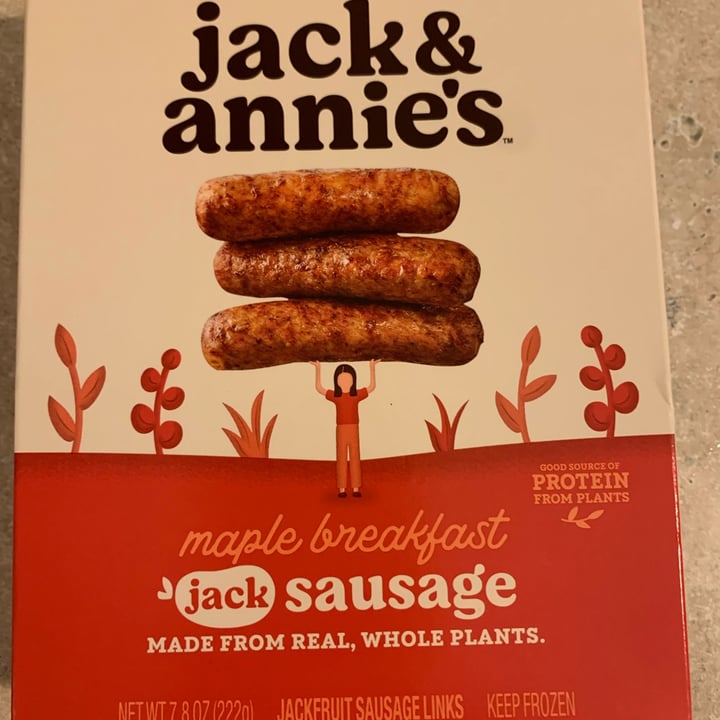 jack &
annie's™
GOOD SOURCE OF
PROTEIN
FROM PLANTS
maple breakfast
jack sausage
MADE FROM REAL, WHOLE PLANTS.
NET WT 7.8 OZ (222g) JACKFRUIT SAUSAGE LINKS KEEP FROZEN